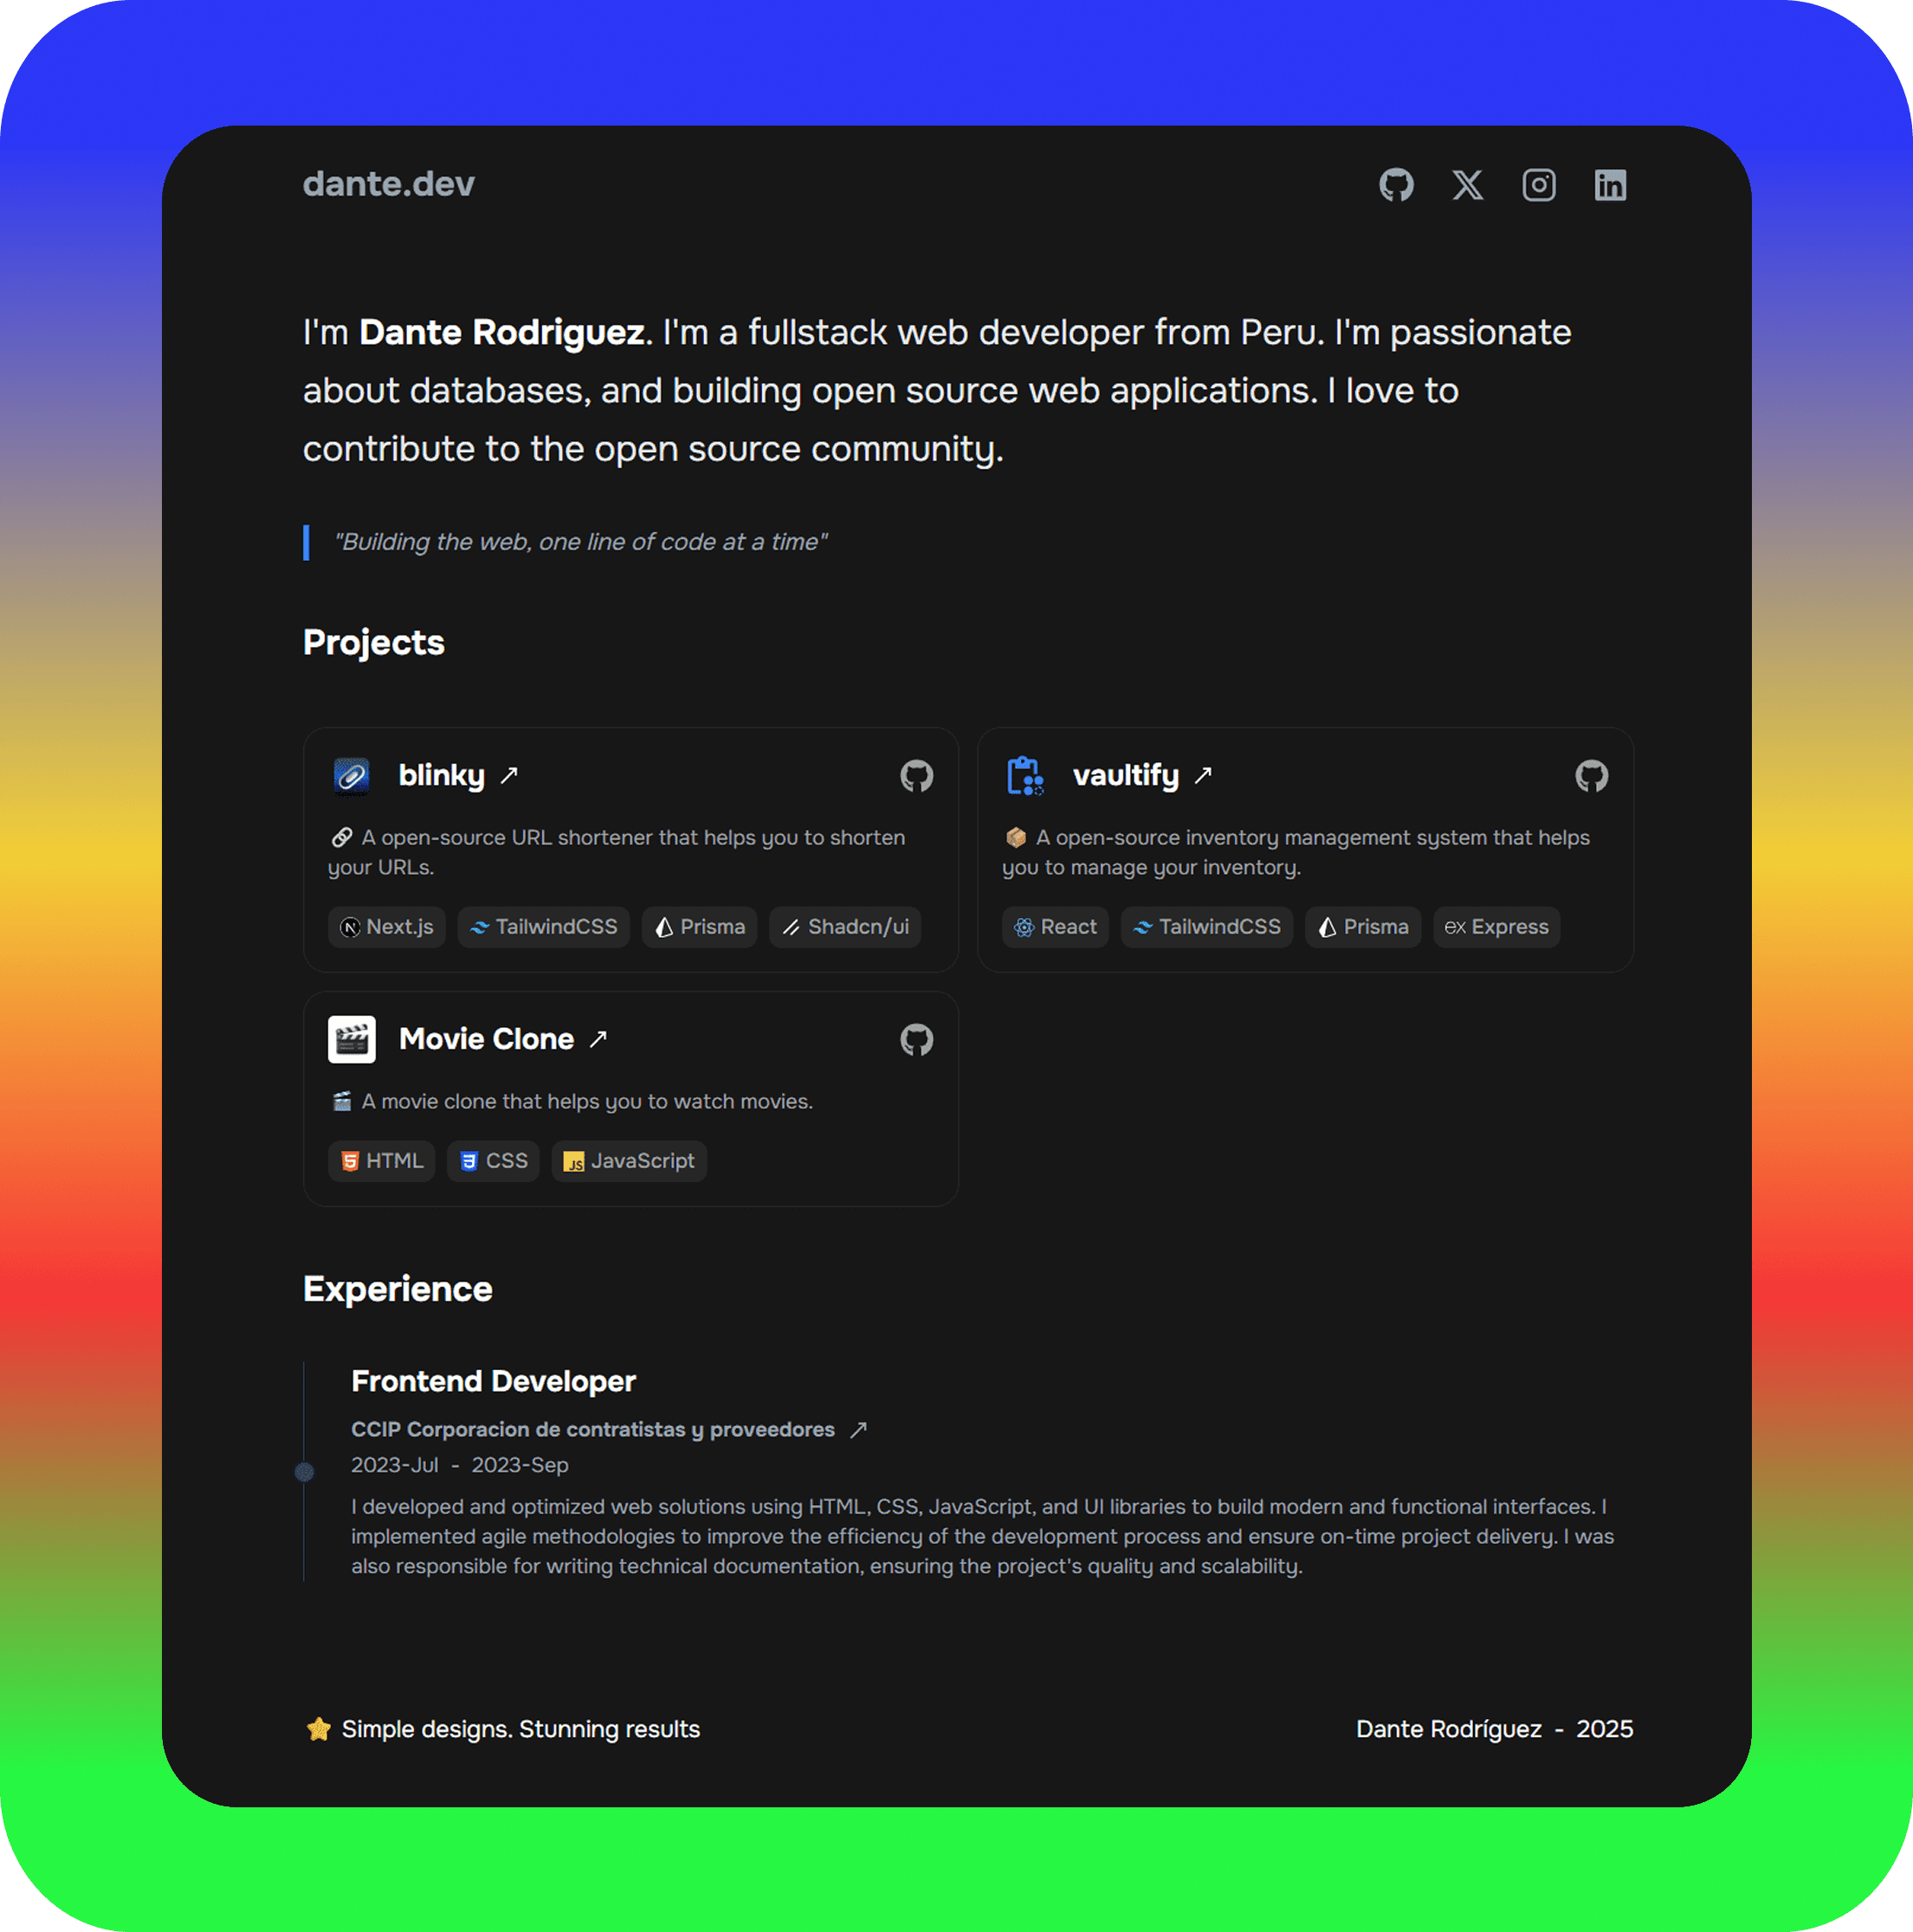 dante.dev
I'm Dante Rodriguez. I'm a fullstack web developer from Peru. I'm passionate
about databases, and building open source web applications. I love to
contribute to the open source community.
"Building the web, one line of code at a time"
Projects
blinky ↗
🔗 A open-source URL shortener that helps you to shorten
your URLs.
Next.js TailwindCSS Prisma Shadcn/ui
vaultify ↗
📦 A open-source inventory management system that helps
you to manage your inventory.
React TailwindCSS Prisma ex Express
Movie Clone ↗
🎬 A movie clone that helps you to watch movies.
HTML CSS JavaScript
Experience
Frontend Developer
CCIP Corporacion de contratistas y proveedores ↗
2023-Jul - 2023-Sep
I developed and optimized web solutions using HTML, CSS, JavaScript, and UI libraries to build modern and functional interfaces. I
implemented agile methodologies to improve the efficiency of the development process and ensure on-time project delivery. I was
also responsible for writing technical documentation, ensuring the project's quality and scalability.
⭐ Simple designs. Stunning results
Dante Rodríguez - 2025